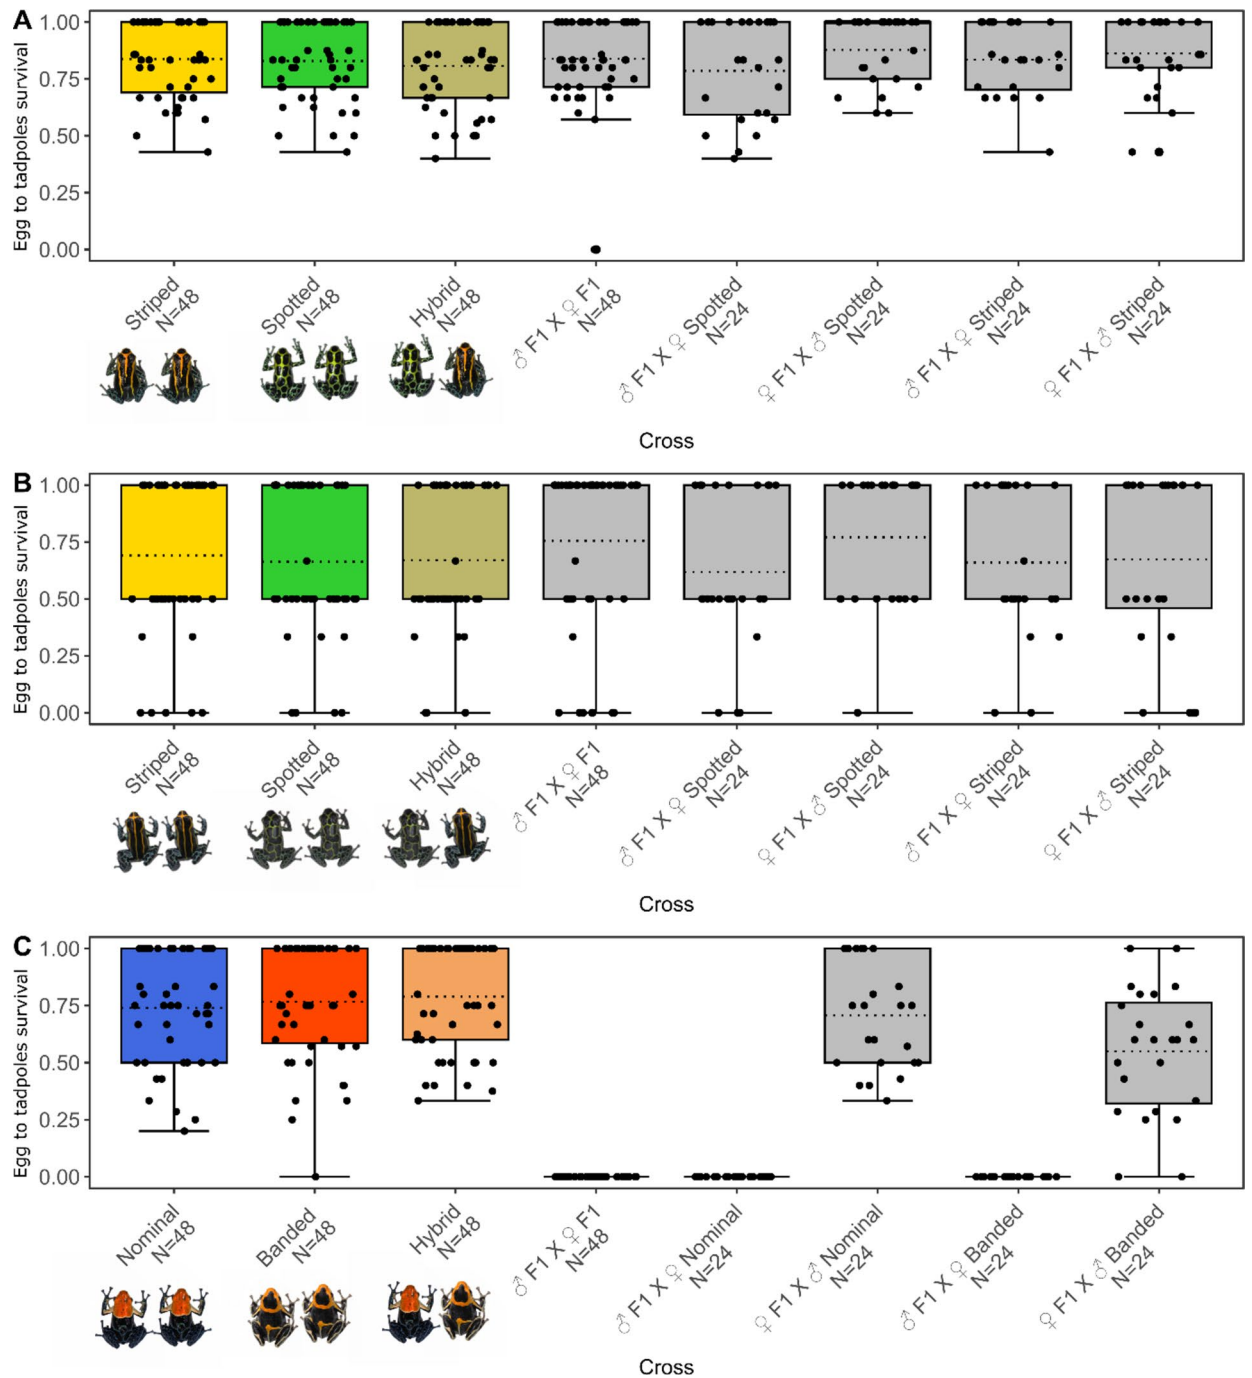 A
Egg to tadpoles survival
1.00
0.75
0.50
0.25
0.00
Striped
N=48
Spotted
N=48
Hybrid
N=48
♂ F1 X ♀ F1
N=48
♂ F1 X ♀ Spotted
N=24
♀ F1 X ♂ Spotted
N=24
♂ F1 X ♀ Striped
N=24
♀ F1 X ♂ Striped
N=24
Cross
B
Egg to tadpoles survival
1.00
0.75
0.50
0.25
0.00
Striped
N=48
Spotted
N=48
Hybrid
N=48
♂ F1 X ♀ F1
N=48
♂ F1 X ♀ Spotted
N=24
♀ F1 X ♂ Spotted
N=24
♂ F1 X ♀ Striped
N=24
♀ F1 X ♂ Striped
N=24
Cross
C
Egg to tadpoles survival
1.00
0.75
0.50
0.25
0.00
Nominal
N=48
Banded
N=48
Hybrid
N=48
♂ F1 X ♀ F1
N=48
♂ F1 X ♀ Nominal
N=24
♀ F1 X ♂ Nominal
N=24
♂ F1 X ♀ Banded
N=24
♀ F1 X ♂ Banded
N=24
Cross